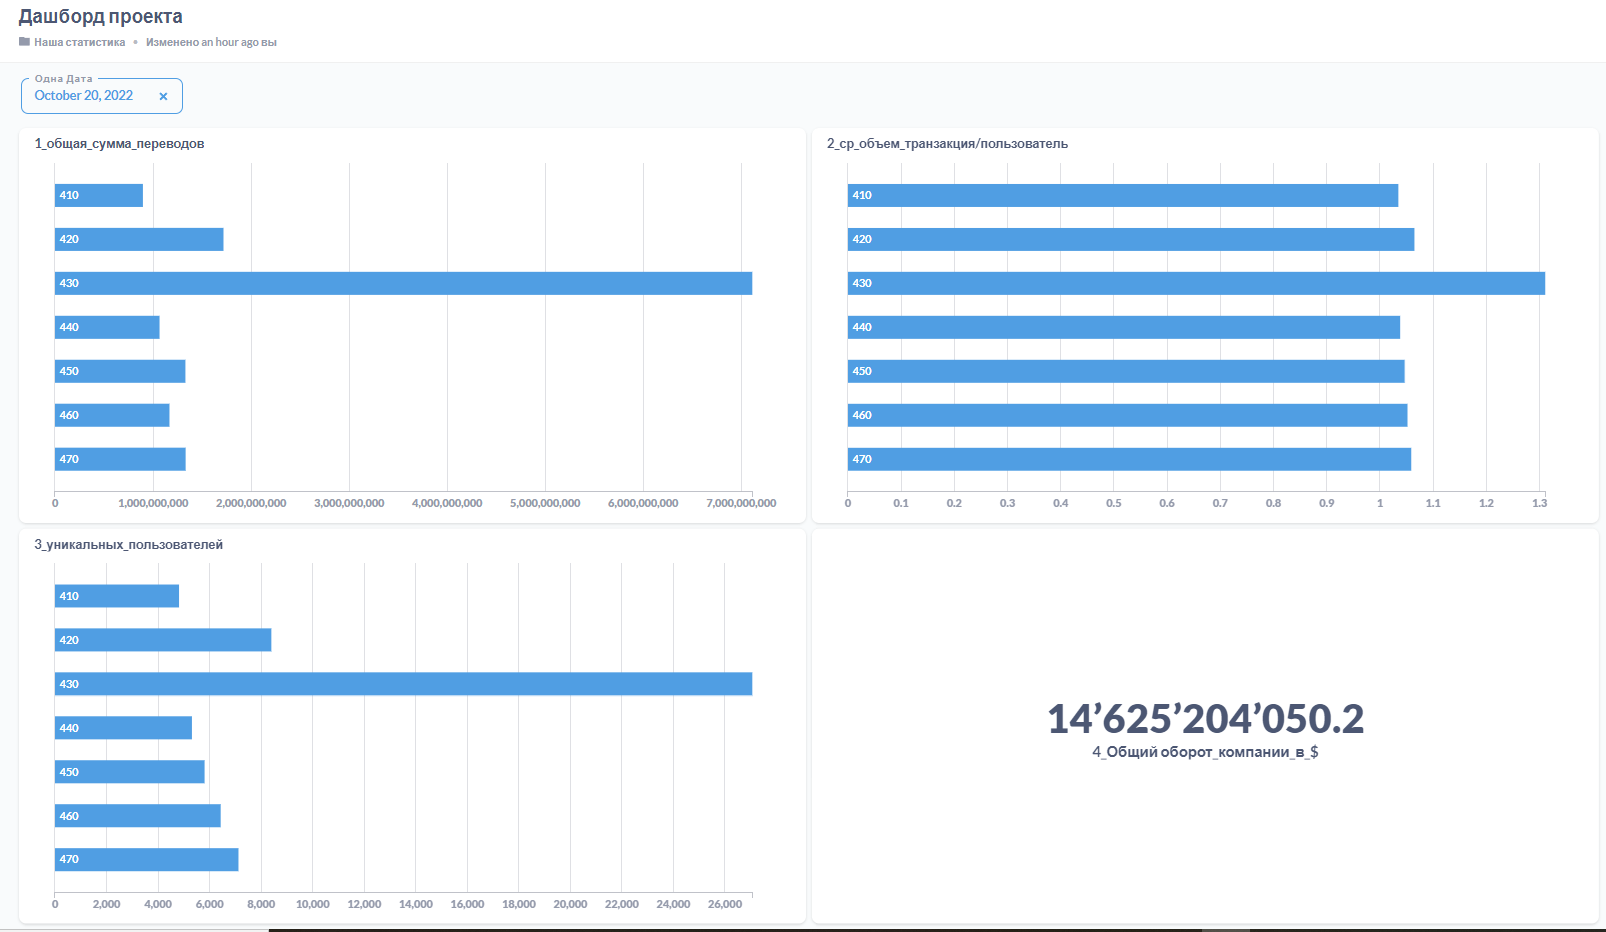 Дашборд проекта
Наша статистика • Изменено an hour ago вы
Одна Дата
October 20, 2022 ×
1_общая_сумма_переводов
410
420
430
440
450
460
470
0 1,000,000,000 2,000,000,000 3,000,000,000 4,000,000,000 5,000,000,000 6,000,000,000 7,000,000,000
2_ср_объем_транзакция/пользователь
410
420
430
440
450
460
470
0 0.1 0.2 0.3 0.4 0.5 0.6 0.7 0.8 0.9 1 1.1 1.2 1.3
3_уникальных_пользователей
410
420
430
440
450
460
470
0 2,000 4,000 6,000 8,000 10,000 12,000 14,000 16,000 18,000 20,000 22,000 24,000 26,000
14’625’204’050.2
4_Общий оборот_компании_в_$